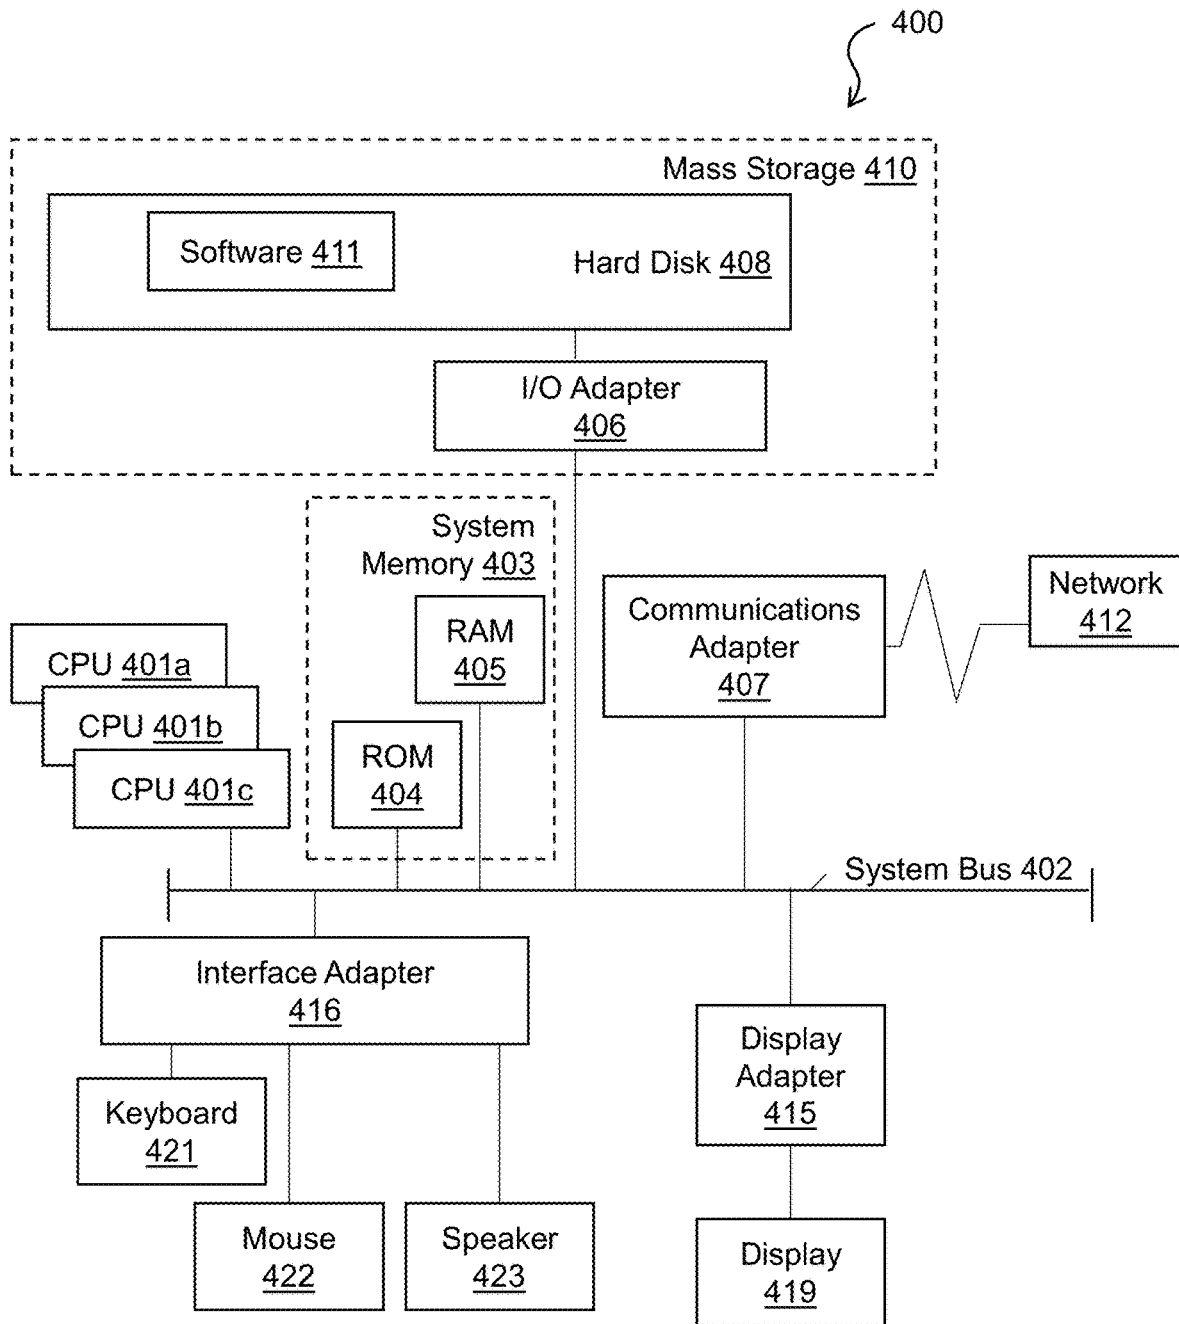 400
Mass Storage 410
Software 411
Hard Disk 408
I/O Adapter
406
System
Memory 403
RAM
405
ROM
404
Communications
Adapter
407
Network
412
CPU 401a
CPU 401b
CPU 401c
System Bus 402
Interface Adapter
416
Keyboard
421
Mouse
422
Speaker
423
Display
Adapter
415
Display
419